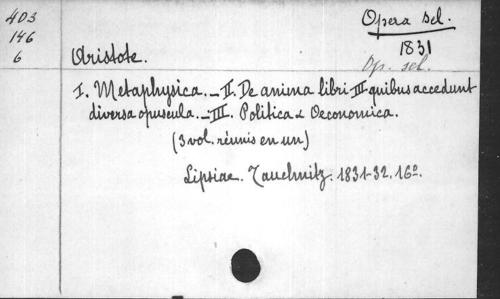 403
146
6
Opera sel.
1831
Op. sel.
Aristote.
I. Metaphysica. _ II. De anima libri III quibus accedunt
diversa opuscula. _ III. Politica & Oeconomica.
(3 vol. réunis en un)
Lipsiae. Tauchnitz. 1831-32. 16º.